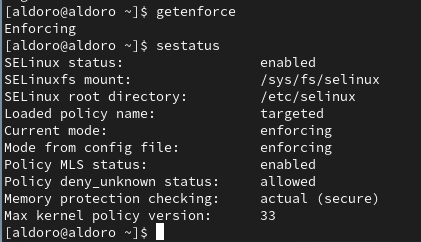 [aldoro@aldoro ~]$ getenforce
Enforcing
[aldoro@aldoro ~]$ sestatus
SELinux status:                 enabled
SELinuxfs mount:                /sys/fs/selinux
SELinux root directory:         /etc/selinux
Loaded policy name:             targeted
Current mode:                   enforcing
Mode from config file:          enforcing
Policy MLS status:              enabled
Policy deny_unknown status:     allowed
Memory protection checking:     actual (secure)
Max kernel policy version:      33
[aldoro@aldoro ~]$